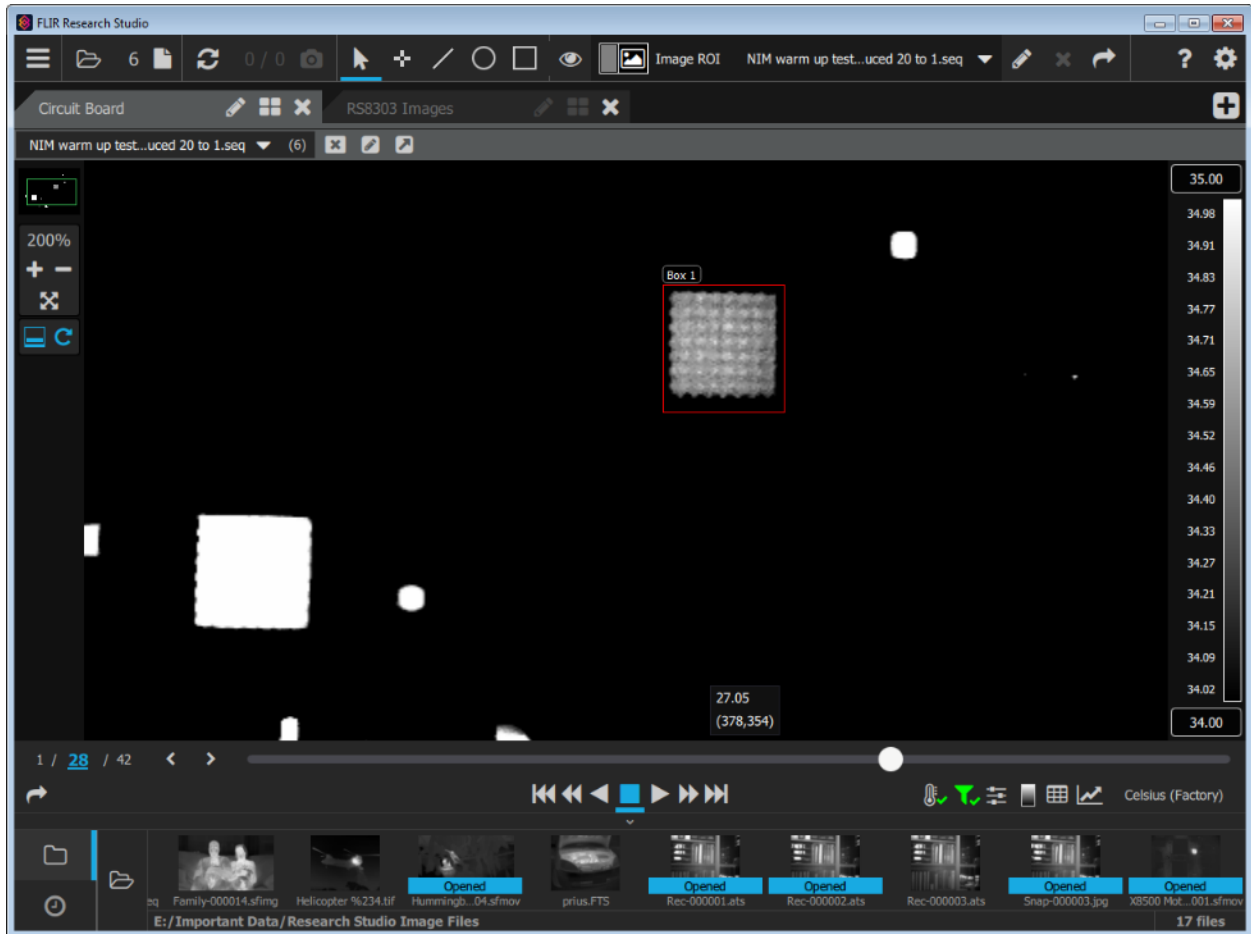 FLIR Research Studio
6
0 / 0
Image ROI
NIM warm up test...uced 20 to 1.seq
?
Circuit Board
RS8303 Images
NIM warm up test...uced 20 to 1.seq
(6)
200%
Box 1
35.00
34.98
34.91
34.83
34.77
34.71
34.65
34.59
34.52
34.46
34.40
34.33
34.27
34.21
34.15
34.09
34.02
34.00
27.05
(378,354)
1 / 28 / 42
Celsius (Factory)
Opened
Opened
Opened
Opened
Opened
eq
Family-000014.sfimg
Helicopter %234.tif
Hummingb...04.sfmov
prius.FTS
Rec-000001.ats
Rec-000002.ats
Rec-000003.ats
Snap-000003.jpg
X8500 Mot...001.sfmov
E:/Important Data/Research Studio Image Files
17 files